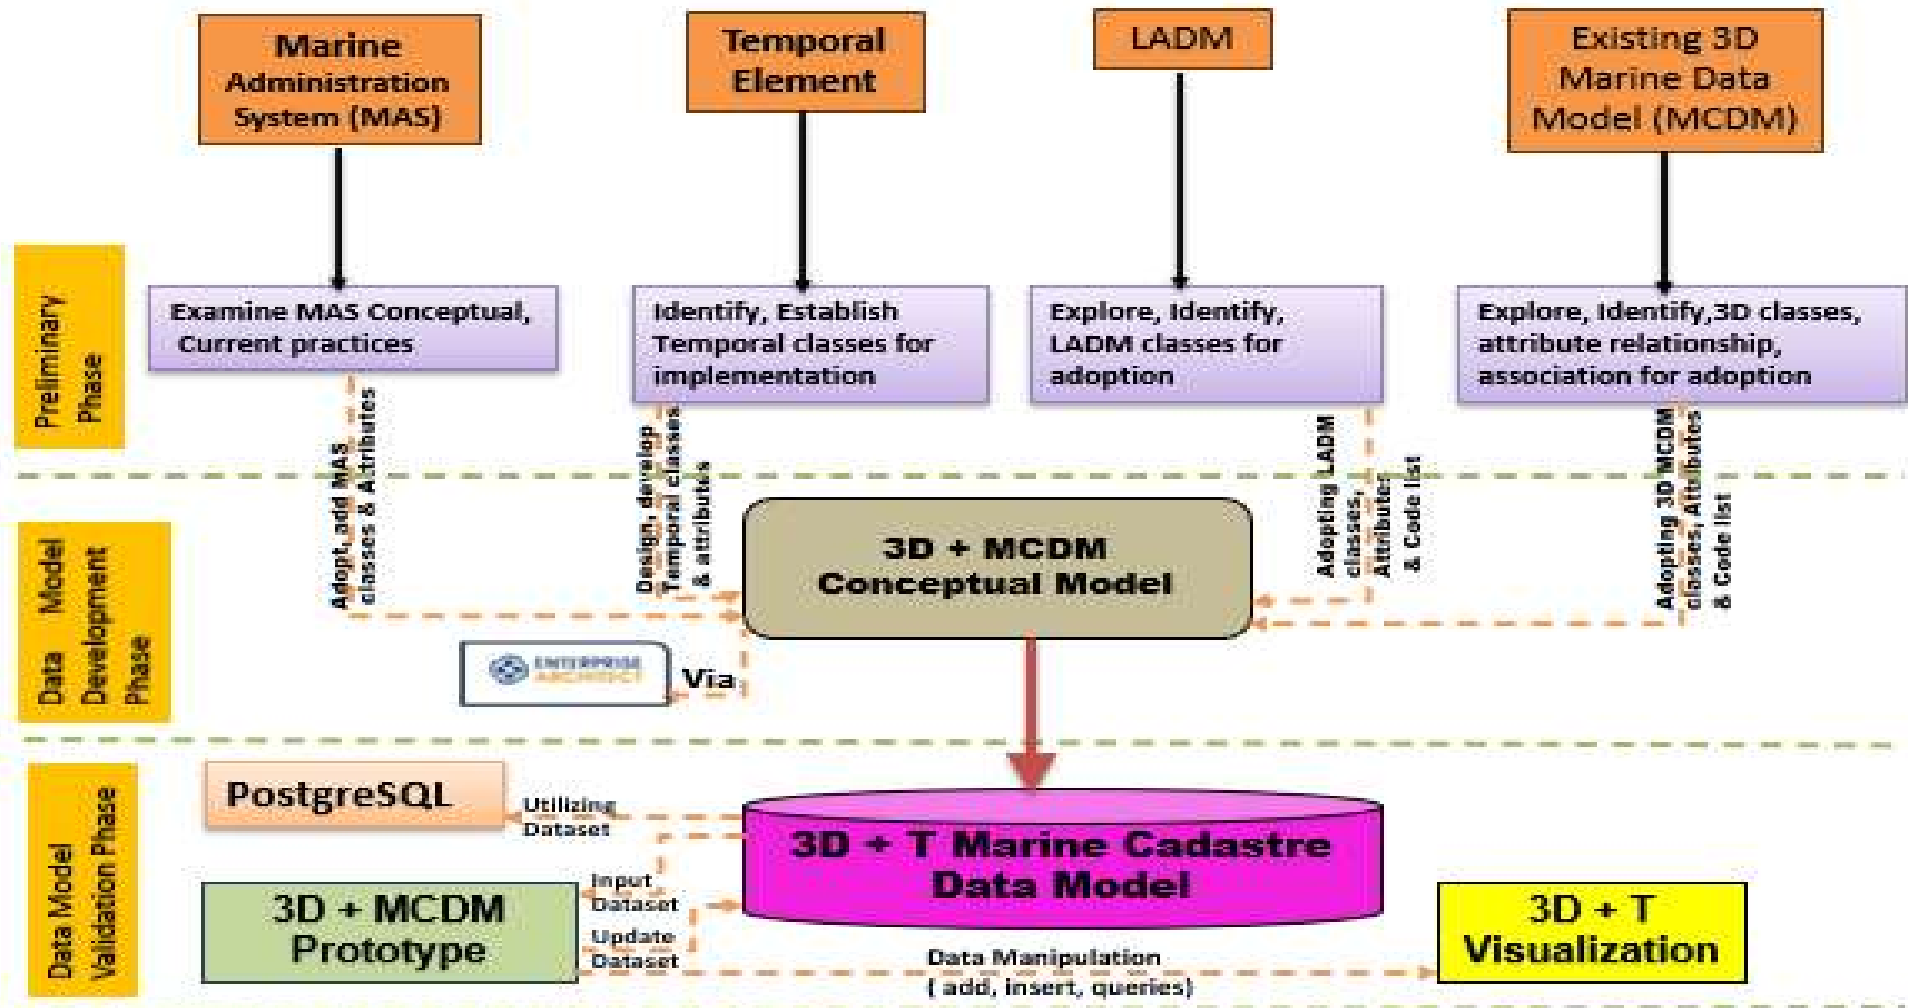 Marine
Administration
System (MAS)
Temporal
Element
LADM
Existing 3D
Marine Data
Model (MCDM)
Preliminary
Phase
Examine MAS Conceptual,
Current practices
Identify, Establish
Temporal classes for
implementation
Explore, Identify,
LADM classes for
adoption
Explore, Identify,3D classes,
attribute relationship,
association for adoption
Adopt, add MAS
classes & Attributes
Design, develop
Temporal classes
& attributes
Adopting LADM
classes,
Attributes
& Code list
Adopting 3D MCDM
classes, Attributes
& Code list
Data Model
Development
Phase
3D + MCDM
Conceptual Model
ENTERPRISE
ARCHITECT
Via
Data Model
Validation Phase
PostgreSQL
Utilizing
Dataset
3D + T Marine Cadastre
Data Model
Input
Dataset
3D + MCDM
Prototype
Update
Dataset
Data Manipulation
( add, insert, queries)
3D + T
Visualization